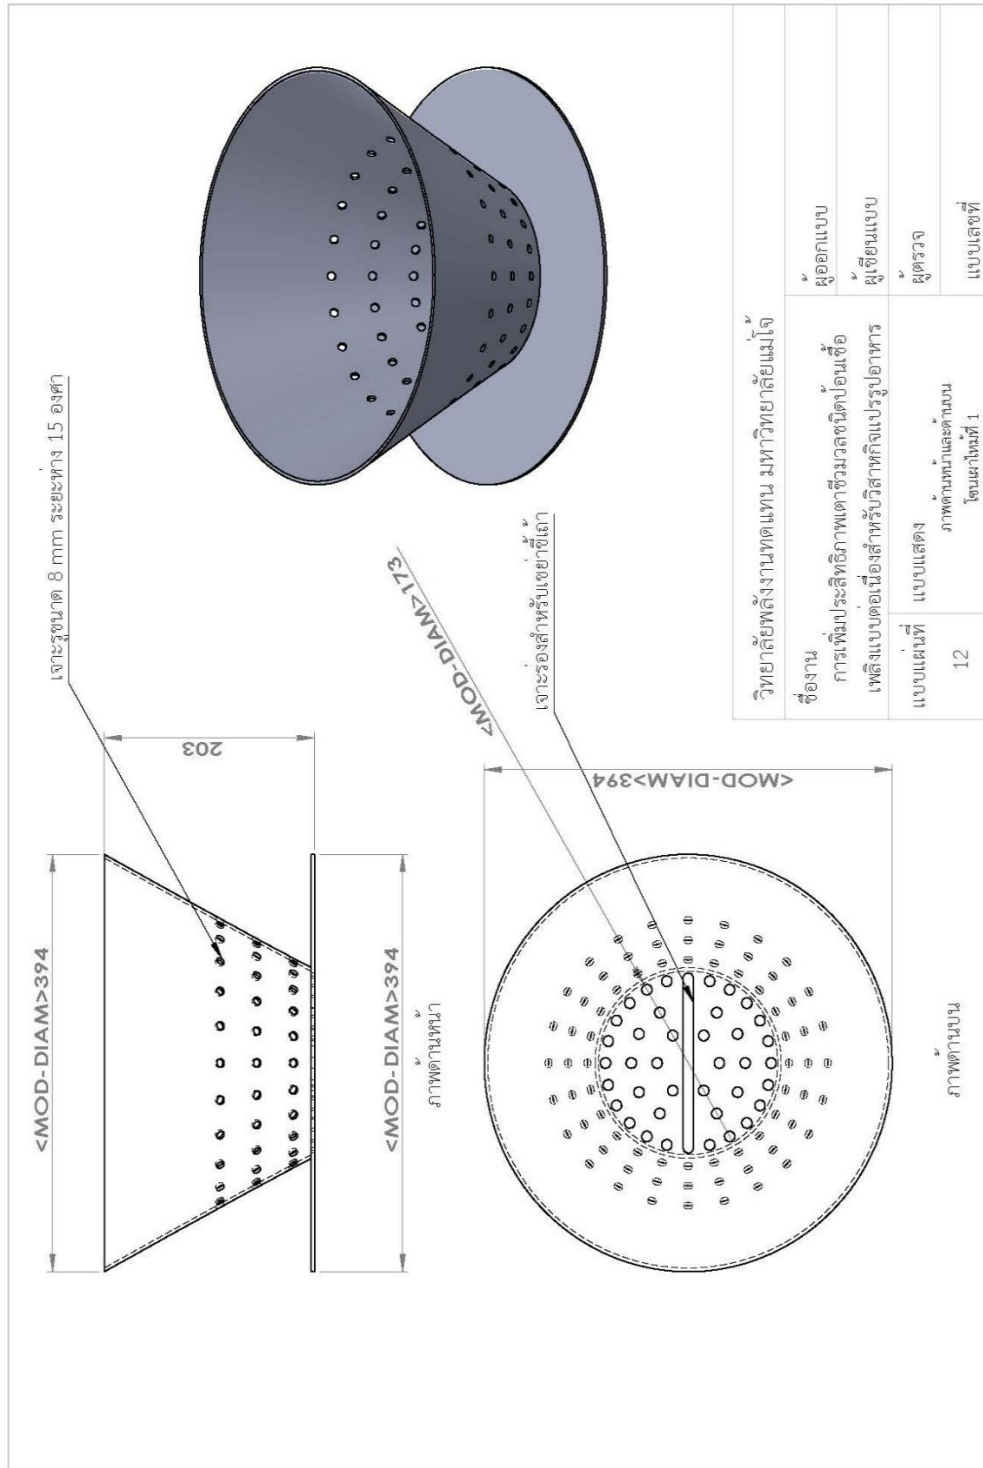 <MOD-DIAM>394
203
<MOD-DIAM>394
ภาพด้านหน้า
เจาะรูขนาด 8 mm ระยะห่าง 15 องศา
<MOD-DIAM>173
เจาะร่องสำหรับเขย่าขี้เถ้า
<MOD-DIAM>394
ภาพด้านบน
วิทยาลัยพลังงานทดแทน มหาวิทยาลัยแม่โจ้
ชื่องาน
การเพิ่มประสิทธิภาพเตาชีวมวลชนิดป้อนเชื้อ
เพลิงแบบต่อเนื่องสำหรับวิสาหกิจแปรรูปอาหาร
ผู้ออกแบบ
ผู้เขียนแบบ
แบบแผ่นที่
12
แบบแสดง
ภาพด้านหน้าและด้านบน
โซนเผาไหม้ที่ 1
ผู้ตรวจ
แบบเลขที่